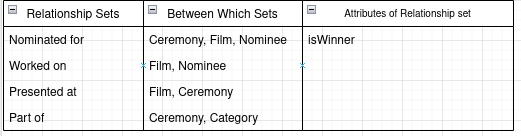 Relationship Sets Between Which Sets Attributes of Relationship set
Nominated for Ceremony, Film, Nominee isWinner
Worked on Film, Nominee
Presented at Film, Ceremony
Part of Ceremony, Category